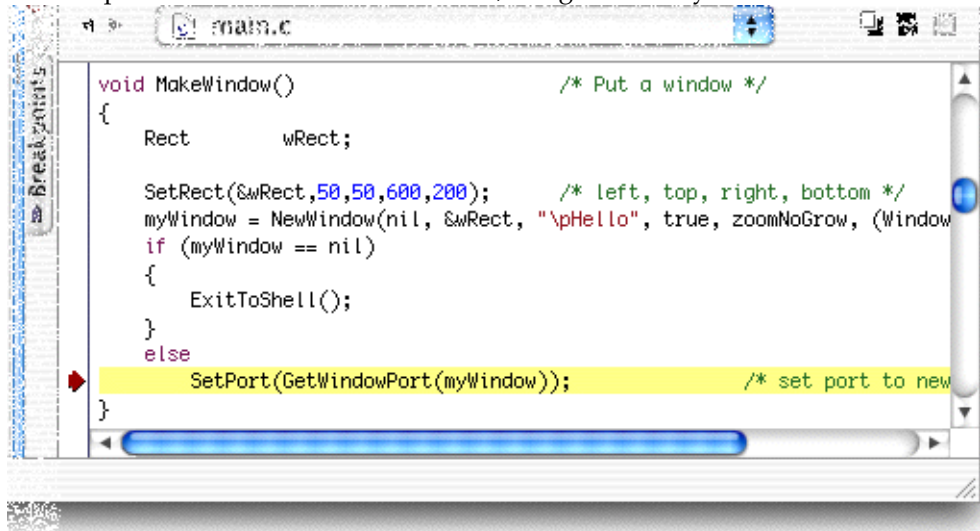 main.c
Breakpoints
void MakeWindow() /* Put a window */
{
Rect wRect;
SetRect(&wRect,50,50,600,200); /* left, top, right, bottom */
myWindow = NewWindow(nil, &wRect, "\pHello", true, zoomNoGrow, (Window
if (myWindow == nil)
{
ExitToShell();
}
else
SetPort(GetWindowPort(myWindow)); /* set port to new
}